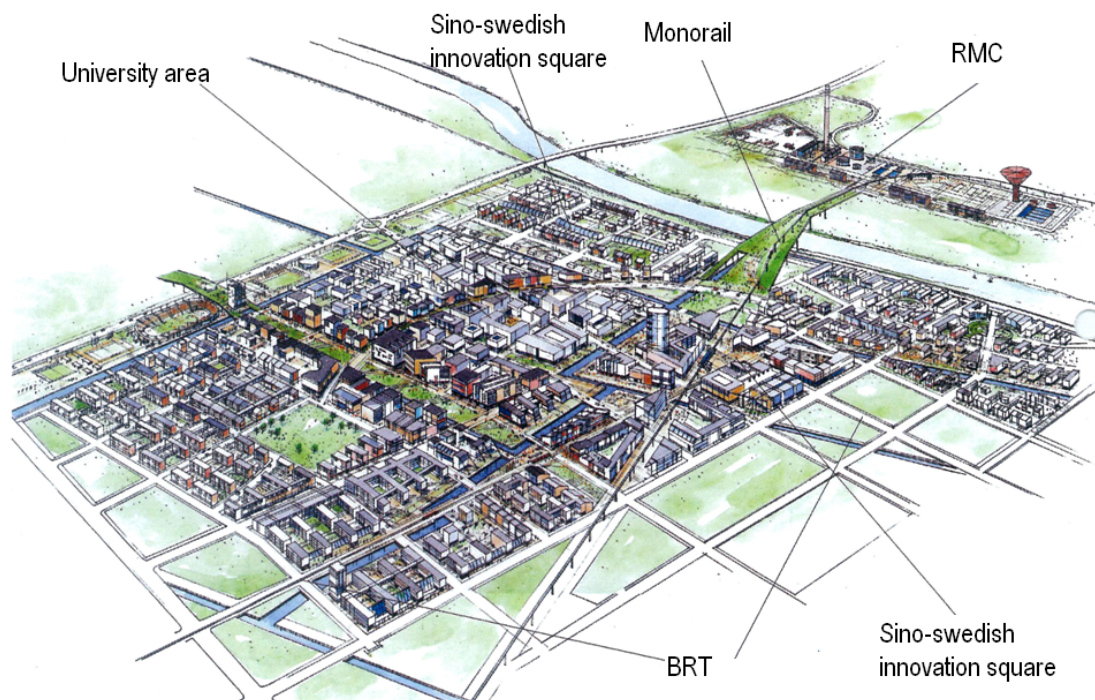 Sino-swedish
innovation square
Monorail
RMC
University area
Sino-swedish
innovation square
BRT